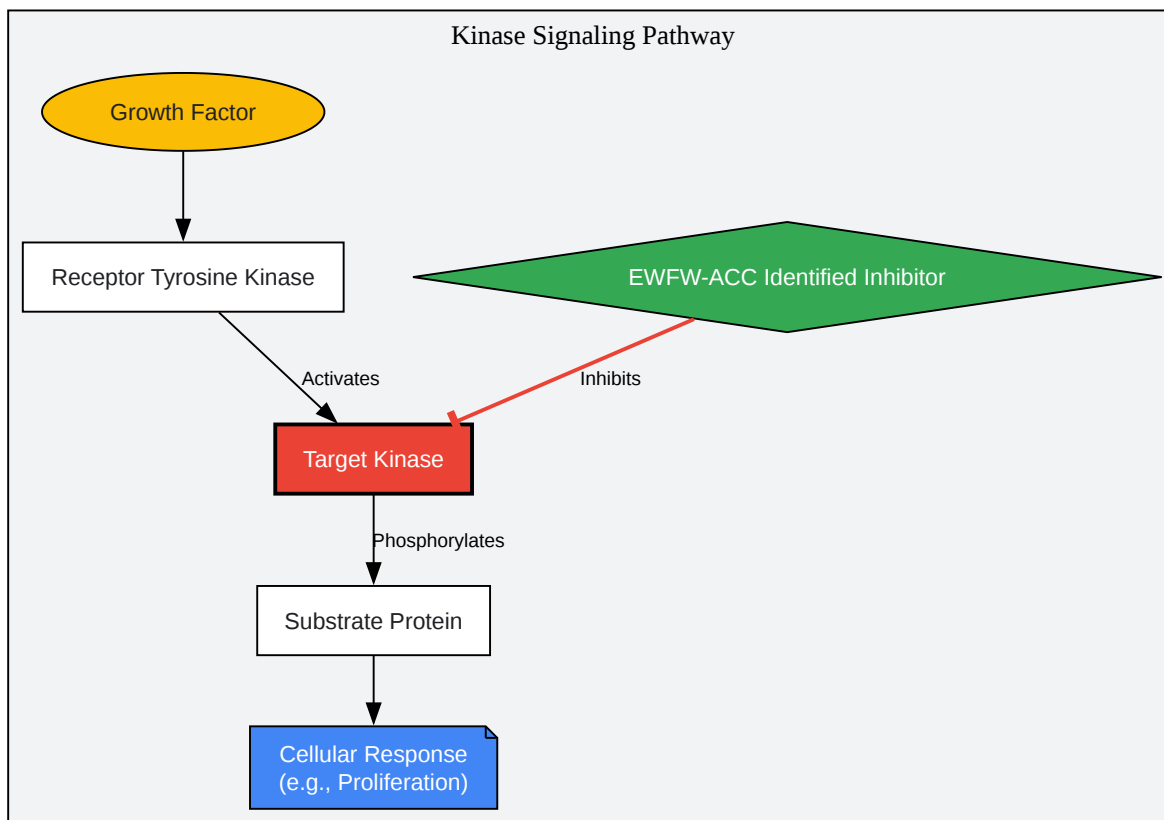 Kinase Signaling Pathway
Growth Factor
Receptor Tyrosine Kinase
EWFW-ACC Identified Inhibitor
Activates
Inhibits
Target Kinase
Phosphorylates
Substrate Protein
Cellular Response
(e.g., Proliferation)